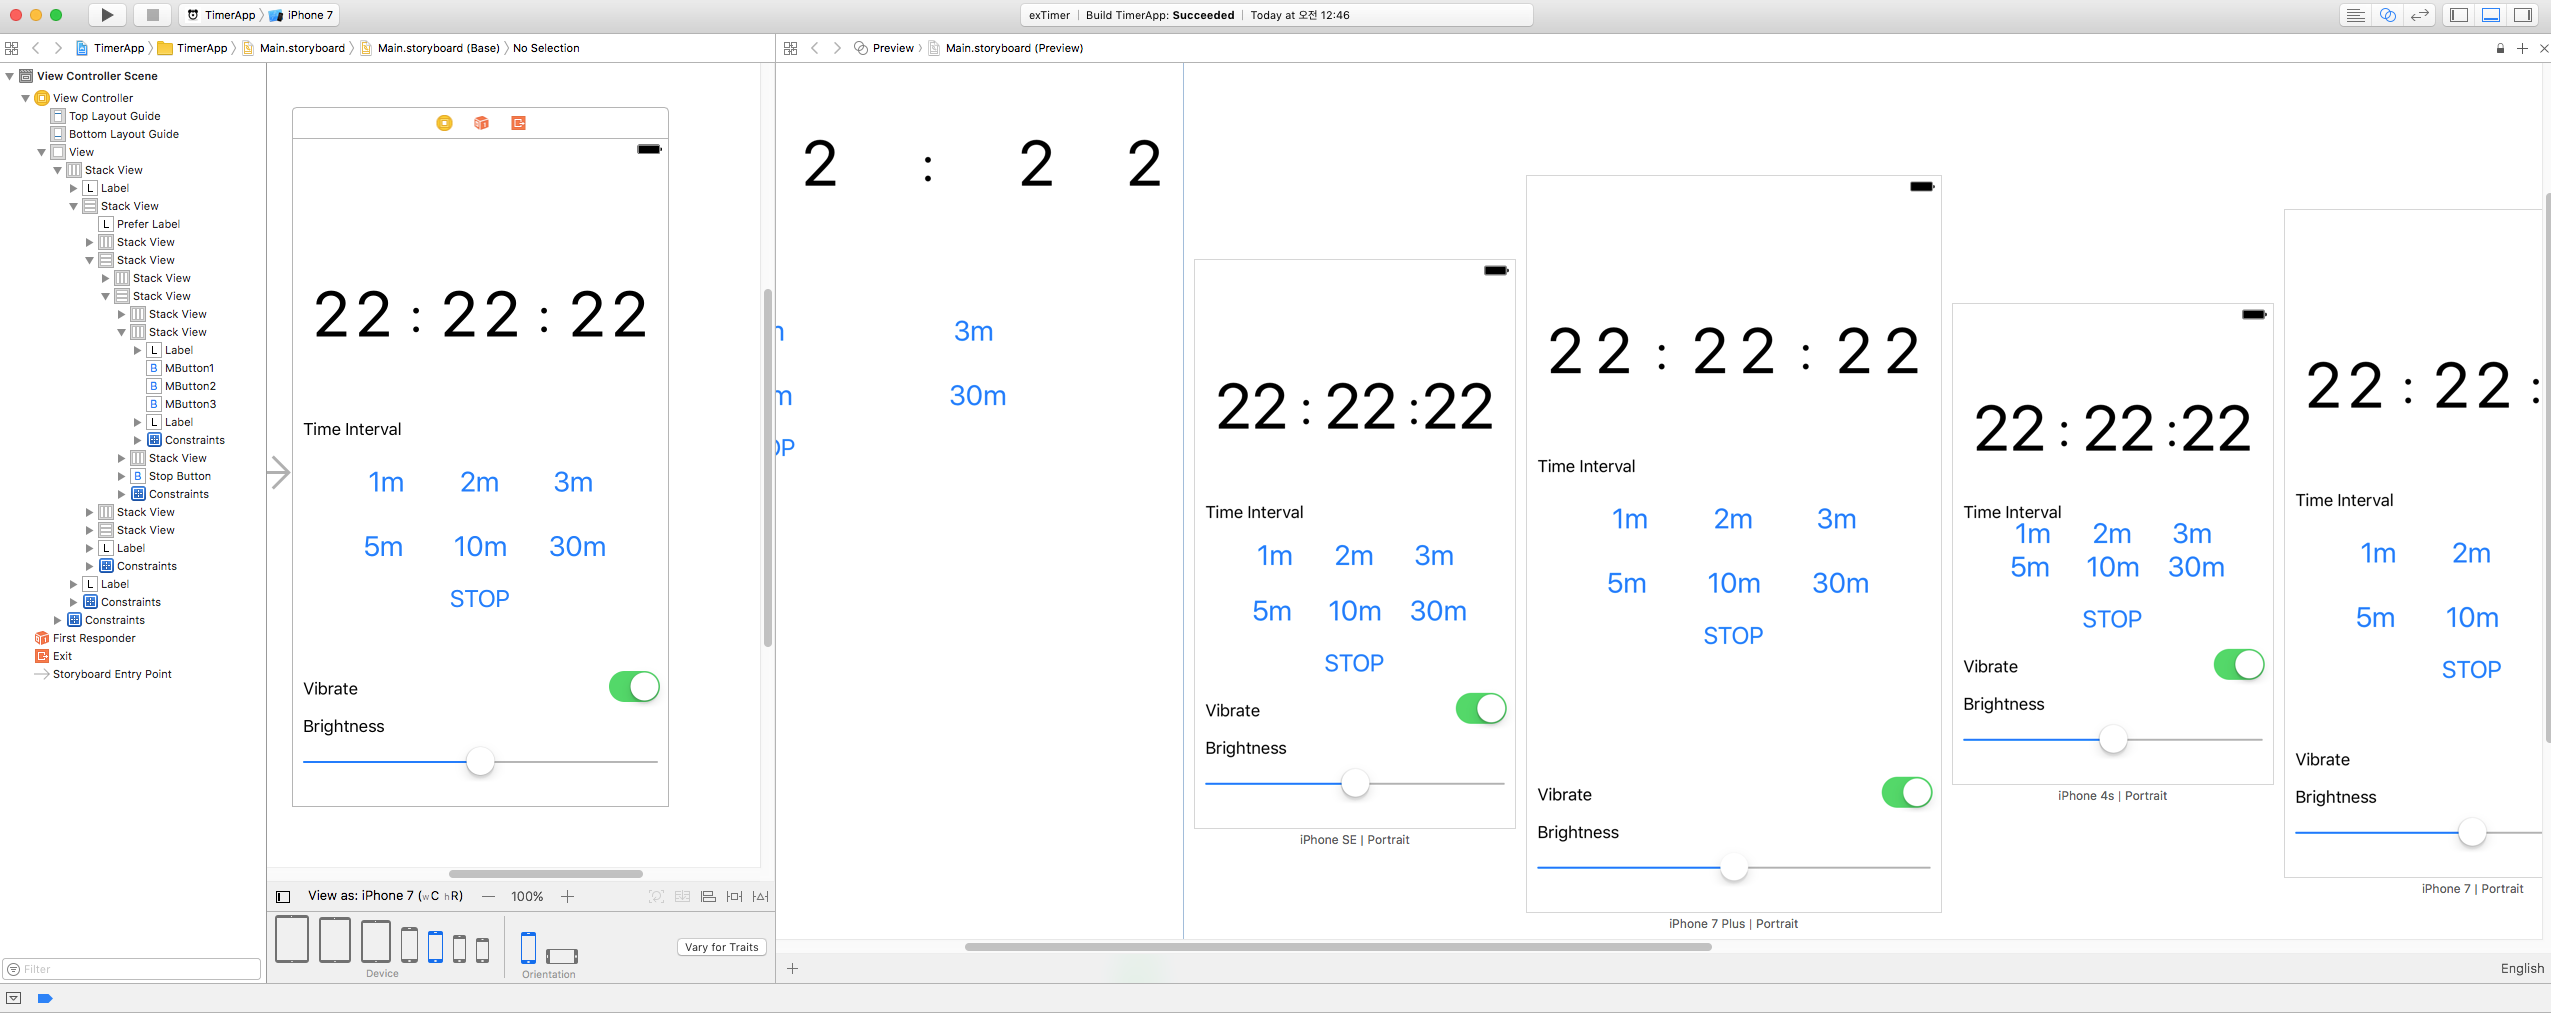 TimerApp iPhone 7
exTimer Build TimerApp: Succeeded Today at 오전 12:46
TimerApp TimerApp Main.storyboard Main.storyboard (Base) No Selection
Preview Main.storyboard (Preview)
View Controller Scene
View Controller
Top Layout Guide
Bottom Layout Guide
View
Stack View
L Label
Stack View
L Prefer Label
Stack View
Stack View
Stack View
Stack View
Stack View
Stack View
L Label
B MButton1
B MButton2
B MButton3
L Label
Constraints
Stack View
B Stop Button
Constraints
Stack View
Stack View
L Label
Constraints
L Label
Constraints
Constraints
First Responder
Exit
Storyboard Entry Point
Filter
22 : 22 : 22
Time Interval
1m 2m 3m
5m 10m 30m
STOP
Vibrate
Brightness
View as: iPhone 7 (wC hR) — 100% +
Device
Orientation
Vary for Traits
2 : 2 2
3m
m 30m
22 : 22 :22
Time Interval
1m 2m 3m
5m 10m 30m
STOP
Vibrate
Brightness
iPhone SE | Portrait
22 : 22 : 22
Time Interval
1m 2m 3m
5m 10m 30m
STOP
Vibrate
Brightness
iPhone 7 Plus | Portrait
22 : 22 :22
Time Interval
1m 2m 3m
5m 10m 30m
STOP
Vibrate
Brightness
iPhone 4s | Portrait
22 : 22 :
Time Interval
1m 2m
5m 10m
STOP
Vibrate
Brightness
iPhone 7 | Portrait
English